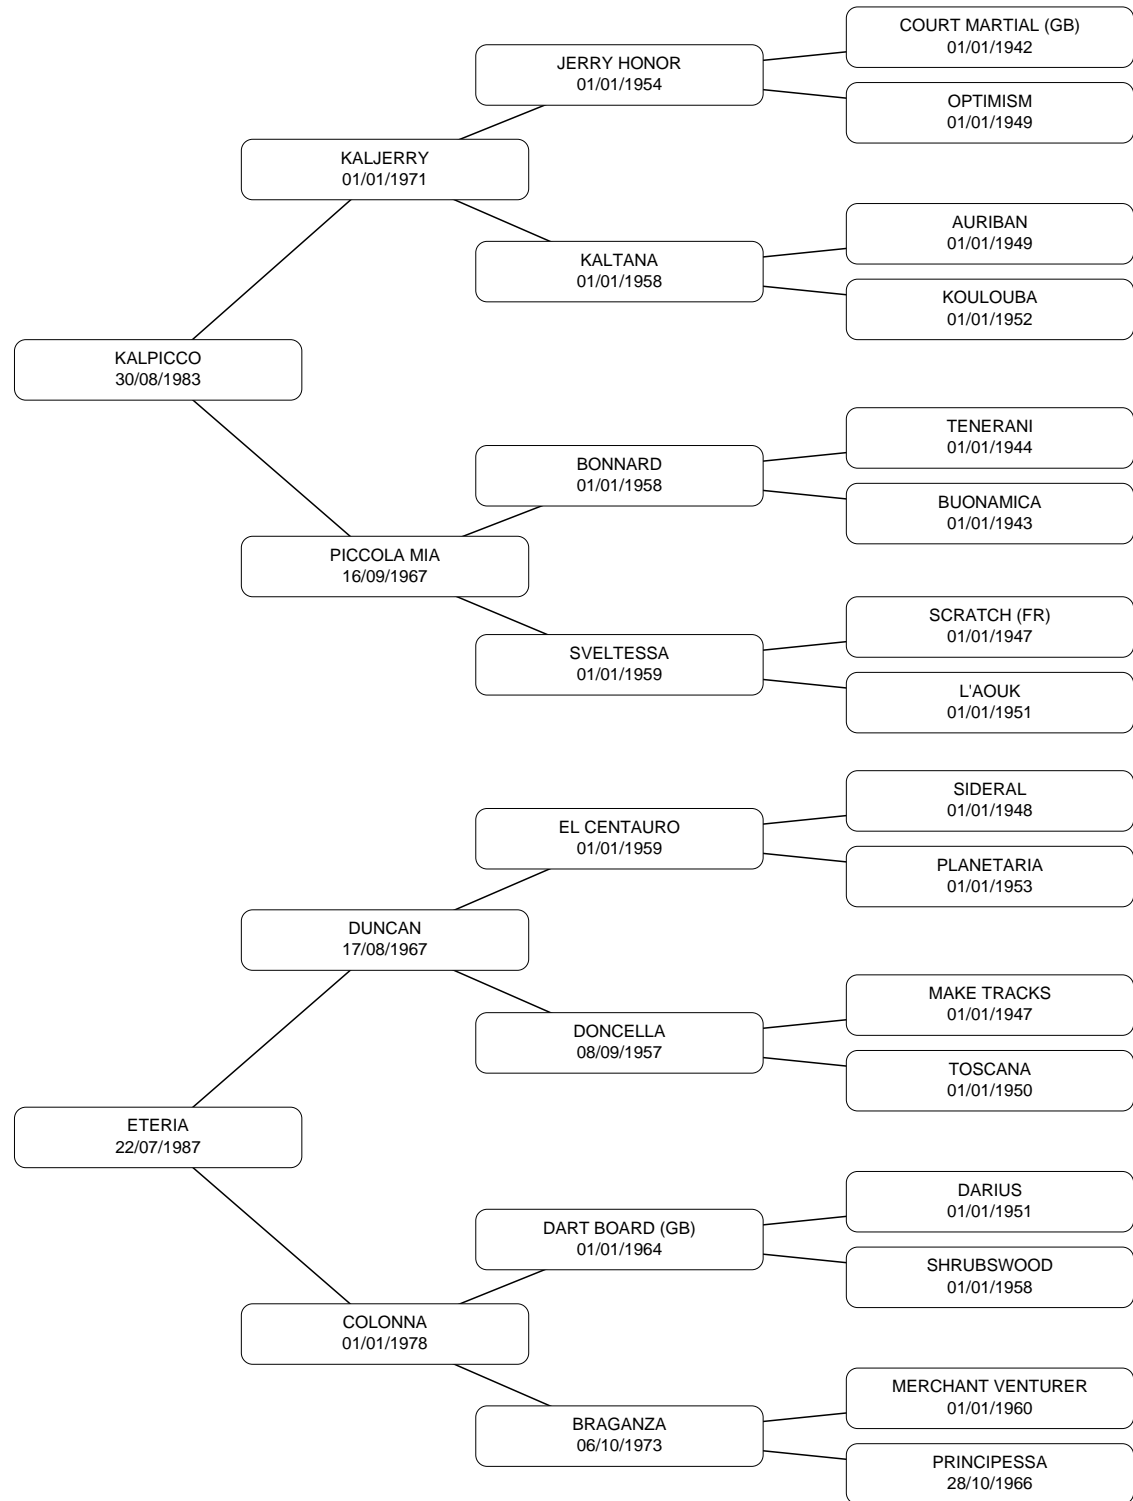 COURT MARTIAL (GB)
01/01/1942
JERRY HONOR
01/01/1954
OPTIMISM
01/01/1949
KALJERRY
01/01/1971
AURIBAN
01/01/1949
KALTANA
01/01/1958
KOULOUBA
01/01/1952
KALPICCO
30/08/1983
TENERANI
01/01/1944
BONNARD
01/01/1958
BUONAMICA
01/01/1943
PICCOLA MIA
16/09/1967
SCRATCH (FR)
01/01/1947
SVELTESSA
01/01/1959
L'AOUK
01/01/1951
SIDERAL
01/01/1948
EL CENTAURO
01/01/1959
PLANETARIA
01/01/1953
DUNCAN
17/08/1967
MAKE TRACKS
01/01/1947
DONCELLA
08/09/1957
TOSCANA
01/01/1950
ETERIA
22/07/1987
DARIUS
01/01/1951
DART BOARD (GB)
01/01/1964
SHRUBSWOOD
01/01/1958
COLONNA
01/01/1978
MERCHANT VENTURER
01/01/1960
BRAGANZA
06/10/1973
PRINCIPESSA
28/10/1966